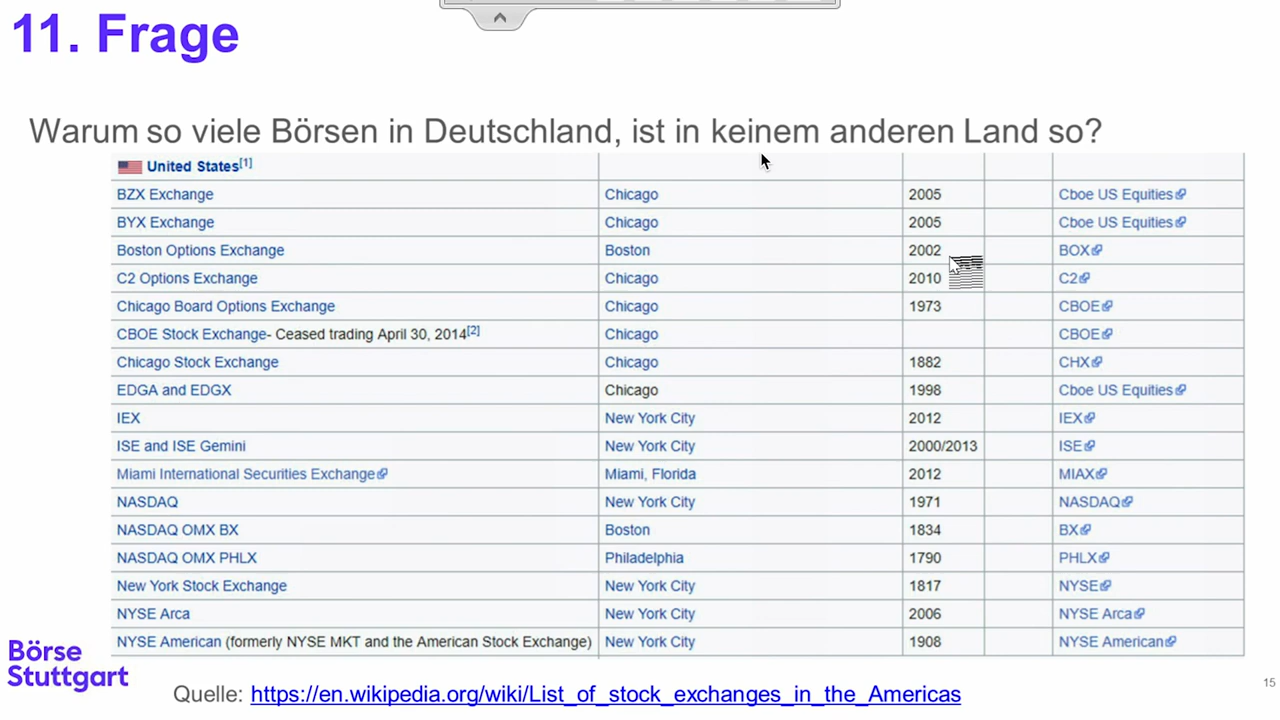 11. Frage
Warum so viele Börsen in Deutschland, ist in keinem anderen Land so?
United States[1]
BZX Exchange Chicago 2005 Cboe US Equities
BYX Exchange Chicago 2005 Cboe US Equities
Boston Options Exchange Boston 2002 BOX
C2 Options Exchange Chicago 2010 C2
Chicago Board Options Exchange Chicago 1973 CBOE
CBOE Stock Exchange- Ceased trading April 30, 2014[2] Chicago CBOE
Chicago Stock Exchange Chicago 1882 CHX
EDGA and EDGX Chicago 1998 Cboe US Equities
IEX New York City 2012 IEX
ISE and ISE Gemini New York City 2000/2013 ISE
Miami International Securities Exchange Miami, Florida 2012 MIAX
NASDAQ New York City 1971 NASDAQ
NASDAQ OMX BX Boston 1834 BX
NASDAQ OMX PHLX Philadelphia 1790 PHLX
New York Stock Exchange New York City 1817 NYSE
NYSE Arca New York City 2006 NYSE Arca
NYSE American (formerly NYSE MKT and the American Stock Exchange) New York City 1908 NYSE American
Börse
Stuttgart
Quelle: https://en.wikipedia.org/wiki/List_of_stock_exchanges_in_the_Americas
15